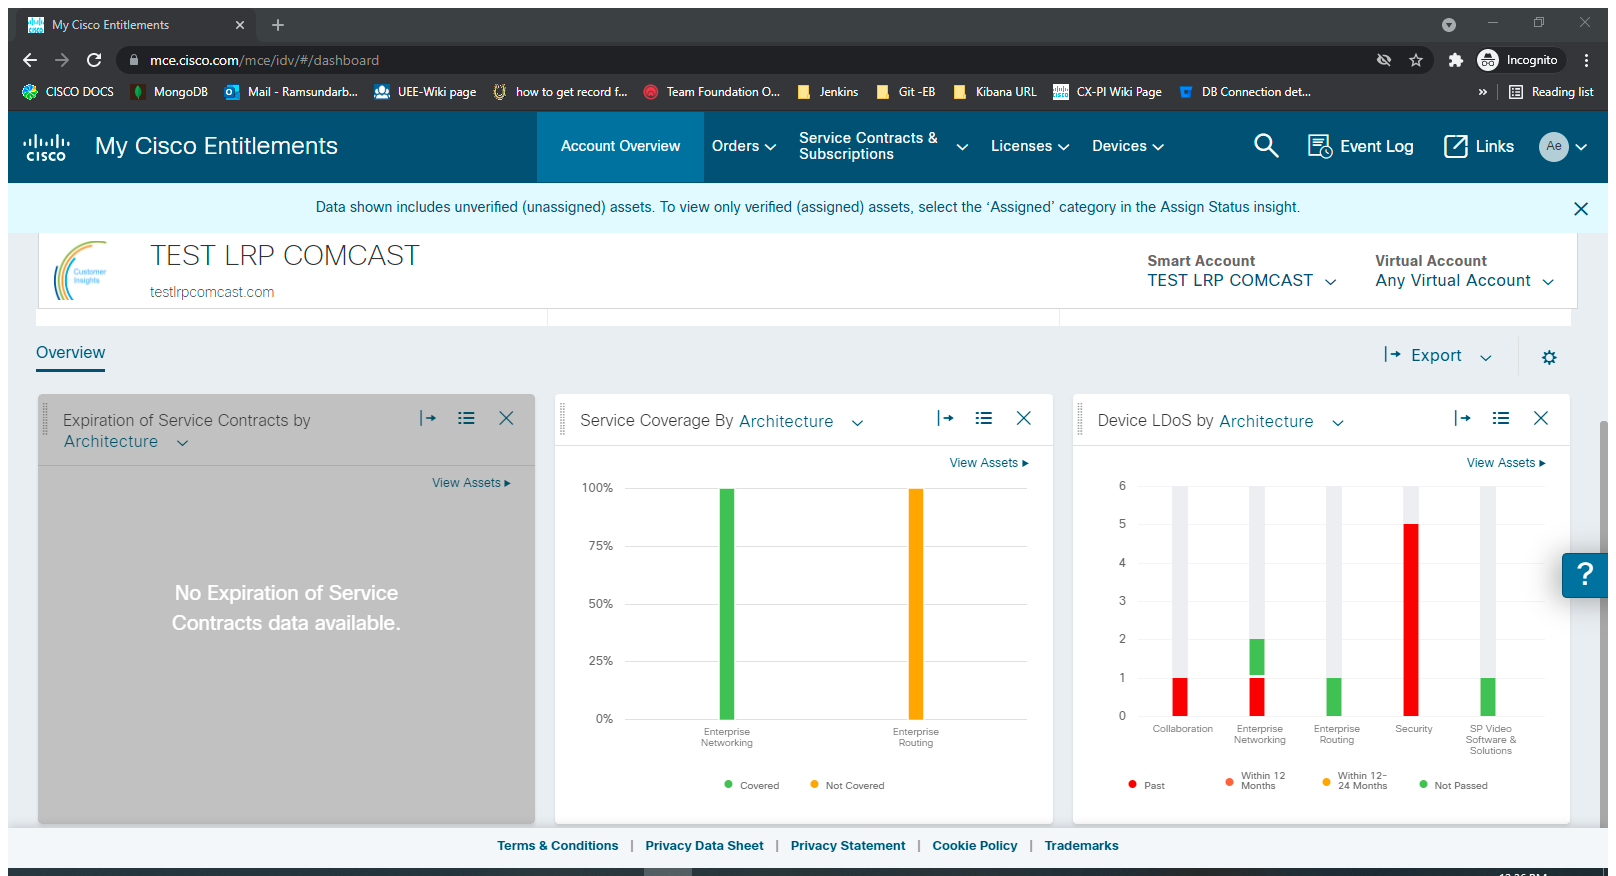 My Cisco Entitlements
mce.cisco.com/mce/idv/#/dashboard
Incognito
CISCO DOCS
MongoDB
Mail - Ramsundarb...
UEE-Wiki page
how to get record f...
Team Foundation O...
Jenkins
Git -EB
Kibana URL
CX-PI Wiki Page
DB Connection det...
»
Reading list
CISCO
My Cisco Entitlements
Account Overview
Orders
Service Contracts &
Subscriptions
Licenses
Devices
Event Log
Links
Ae
Data shown includes unverified (unassigned) assets. To view only verified (assigned) assets, select the ‘Assigned’ category in the Assign Status insight.
Customer
Insights
TEST LRP COMCAST
testlrpcomcast.com
Smart Account
TEST LRP COMCAST
Virtual Account
Any Virtual Account
Overview
Export
Expiration of Service Contracts by
Architecture
View Assets
No Expiration of Service
Contracts data available.
Service Coverage By Architecture
View Assets
100%
75%
50%
25%
0%
Enterprise
Networking
Enterprise
Routing
Covered
Not Covered
Device LDoS by Architecture
View Assets
6
5
4
3
2
1
0
Collaboration
Enterprise
Networking
Enterprise
Routing
Security
SP Video
Software &
Solutions
Past
Within 12
Months
Within 12-
24 Months
Not Passed
?
Terms & Conditions | Privacy Data Sheet | Privacy Statement | Cookie Policy | Trademarks